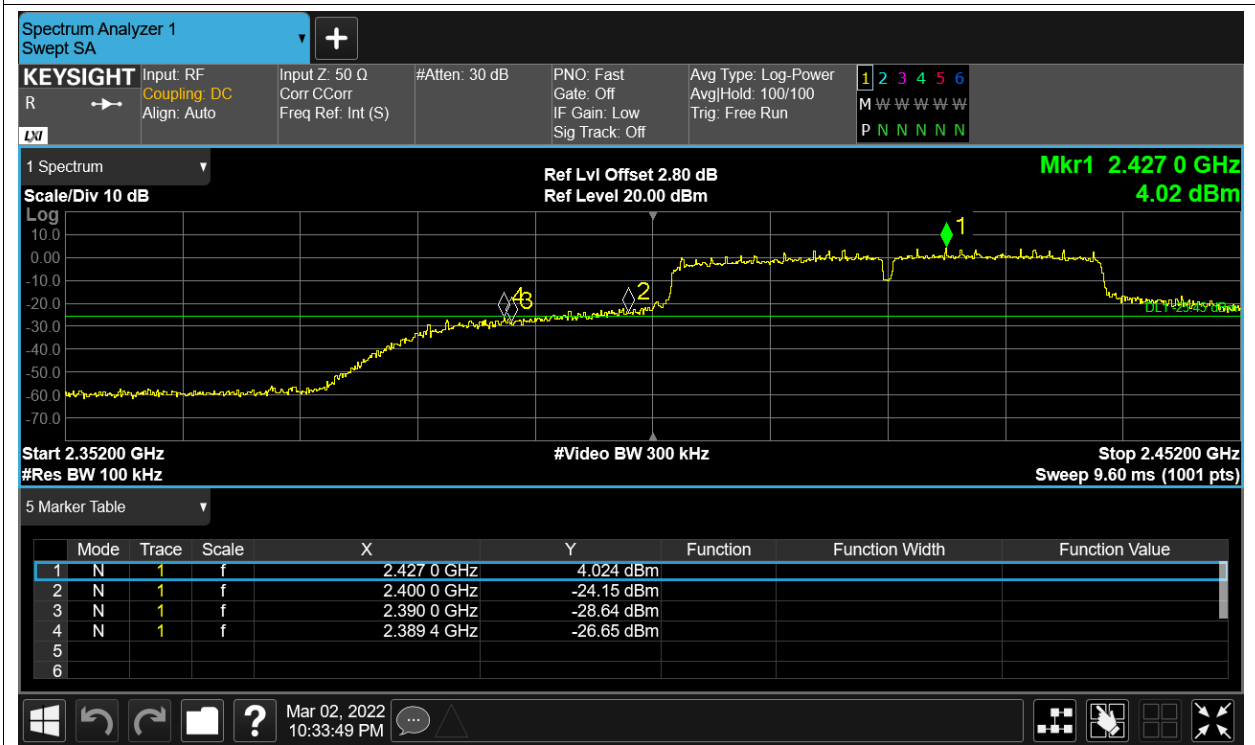 Spectrum Analyzer 1
Swept SA
KEYSIGHT
R
LXI
Input: RF
Coupling: DC
Align: Auto
Input Z: 50 Ω
Corr CCorr
Freq Ref: Int (S)
#Atten: 30 dB
PNO: Fast
Gate: Off
IF Gain: Low
Sig Track: Off
Avg Type: Log-Power
Avg|Hold: 100/100
Trig: Free Run
1 2 3 4 5 6
M W W W W W
P N N N N N
1 Spectrum
Scale/Div 10 dB
Ref Lvl Offset 2.80 dB
Ref Level 20.00 dBm
Mkr1 2.427 0 GHz
4.02 dBm
Log
10.0
0.00
-10.0
-20.0
-30.0
-40.0
-50.0
-60.0
-70.0
1
2
4
3
Start 2.35200 GHz
#Res BW 100 kHz
#Video BW 300 kHz
Stop 2.45200 GHz
Sweep 9.60 ms (1001 pts)
5 Marker Table
Mode Trace Scale X Y Function Function Width Function Value
1 N 1 f 2.427 0 GHz 4.024 dBm
2 N 1 f 2.400 0 GHz -24.15 dBm
3 N 1 f 2.390 0 GHz -28.64 dBm
4 N 1 f 2.389 4 GHz -26.65 dBm
5
6
?
Mar 02, 2022
10:33:49 PM